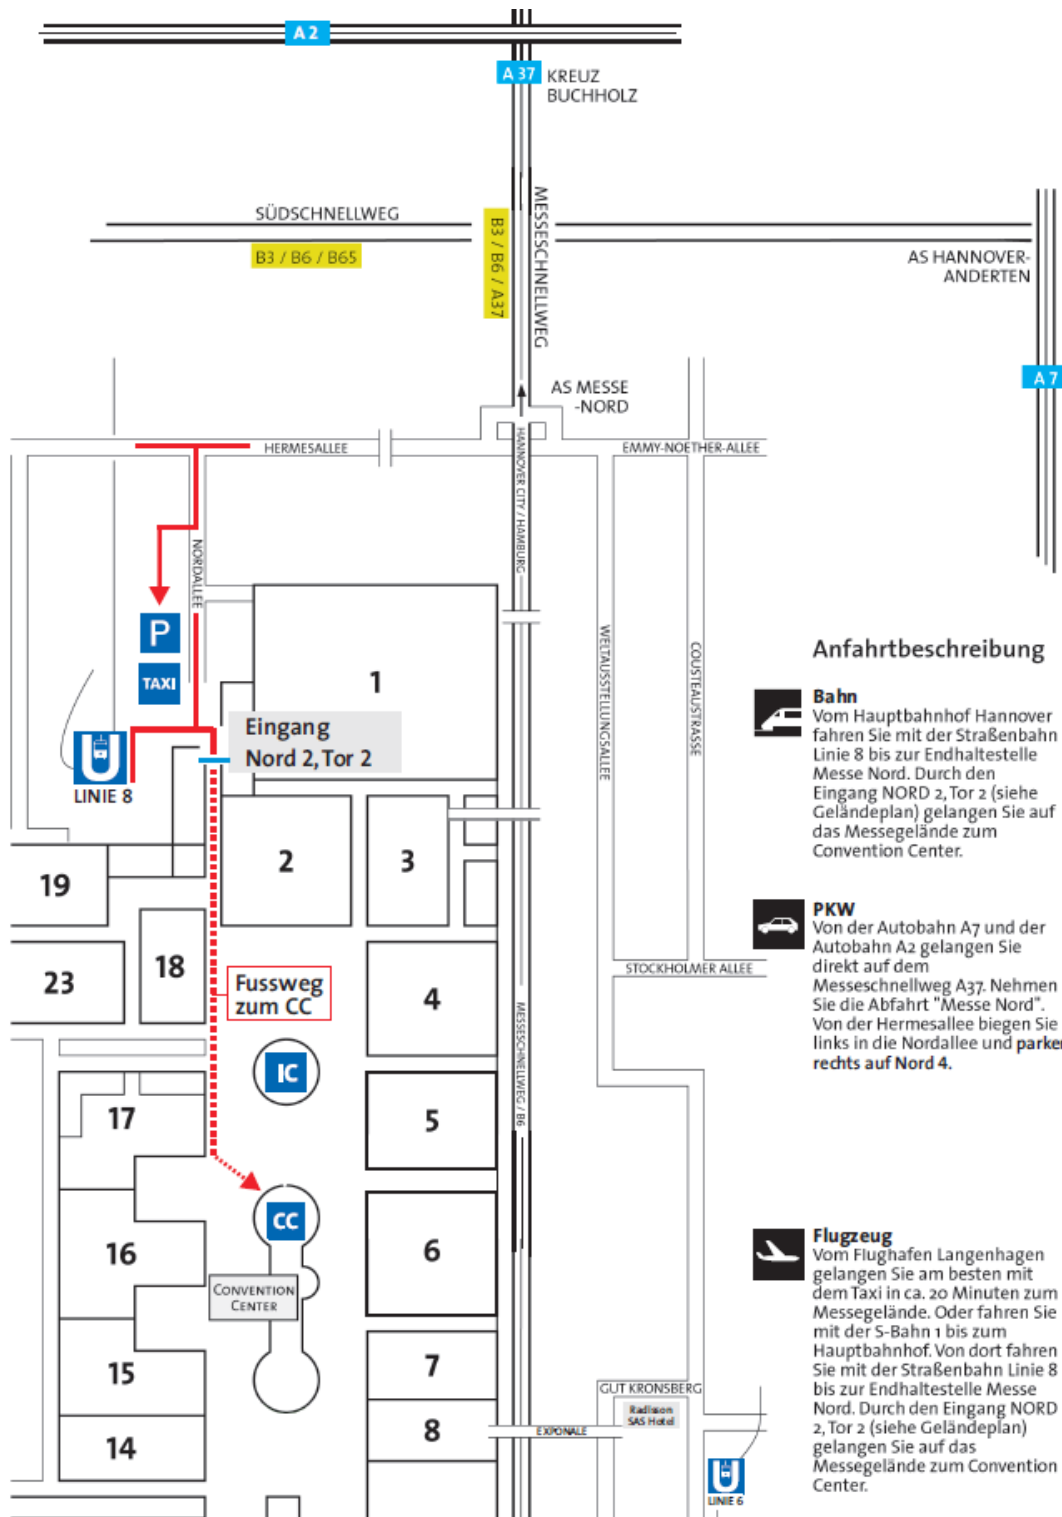 A 2
A 37
KREUZ
BUCHHOLZ
SÜDSCHNELLWEG
B3 / B6 / B65
B3 / B6 / A37
MESSESCHNELLWEG
AS HANNOVER-
ANDERTEN
A 7
AS MESSE
-NORD
HERMESALLEE
EMMY-NOETHER-ALLEE
HANNOVER CITY / HAMBURG
NORDALLEE
P
TAXI
WELTAUSSTELLUNGSALLEE
COUSTEAUSTRASSE
1
Eingang
Nord 2, Tor 2
U
LINIE 8
2
3
19
18
23
Fussweg
zum CC
4
STOCKHOLMER ALLEE
MESSESCHNELLWEG / B6
IC
5
17
CC
6
16
CONVENTION
CENTER
7
15
GUT KRONSBERG
Radisson
SAS Hotel
8
EXPONALE
14
U
LINIE 6
Anfahrtbeschreibung
Bahn
Vom Hauptbahnhof Hannover
fahren Sie mit der Straßenbahn
Linie 8 bis zur Endhaltestelle
Messe Nord. Durch den
Eingang NORD 2, Tor 2 (siehe
Geländeplan) gelangen Sie auf
das Messegelände zum
Convention Center.
PKW
Von der Autobahn A7 und der
Autobahn A2 gelangen Sie
direkt auf dem
Messeschnellweg A37. Nehmen
Sie die Abfahrt "Messe Nord".
Von der Hermesallee biegen Sie
links in die Nordallee und parken
rechts auf Nord 4.
Flugzeug
Vom Flughafen Langenhagen
gelangen Sie am besten mit
dem Taxi in ca. 20 Minuten zum
Messegelände. Oder fahren Sie
mit der S-Bahn 1 bis zum
Hauptbahnhof. Von dort fahren
Sie mit der Straßenbahn Linie 8
bis zur Endhaltestelle Messe
Nord. Durch den Eingang NORD
2, Tor 2 (siehe Geländeplan)
gelangen Sie auf das
Messegelände zum Convention
Center.